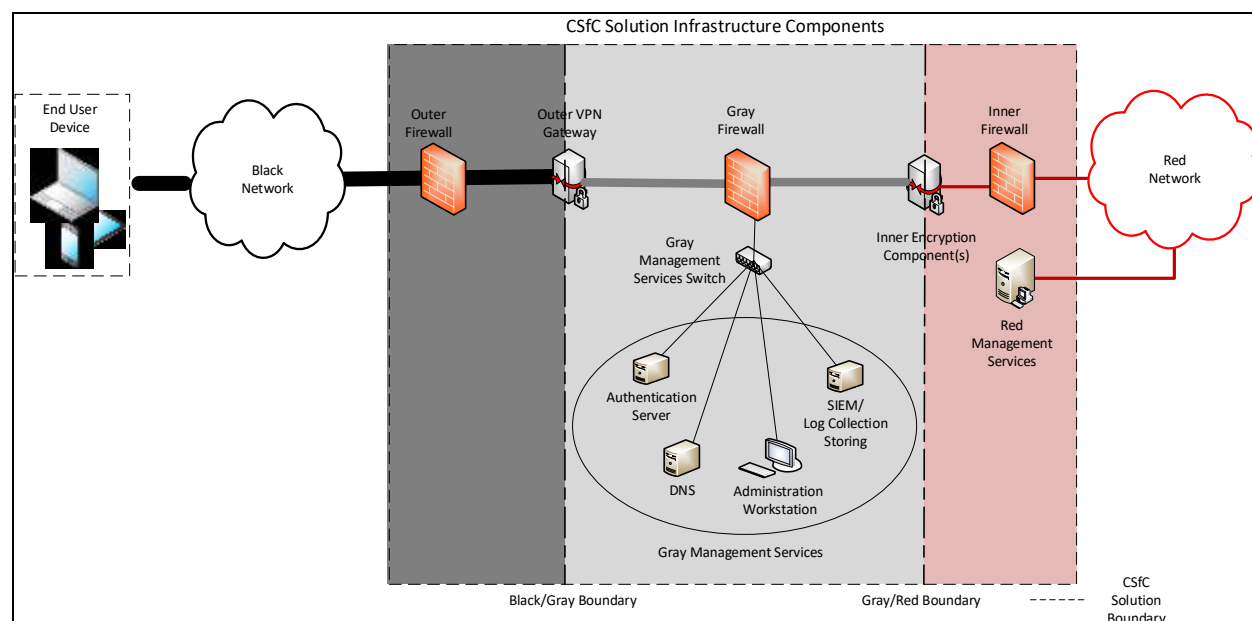 CSfC Solution Infrastructure Components
End User
Device
Black
Network
Outer
Firewall
Outer VPN
Gateway
Gray
Firewall
Inner
Firewall
Red
Network
Gray
Management
Services Switch
Inner Encryption
Component(s)
Red
Management
Services
Authentication
Server
SIEM/
Log Collection
Storing
DNS
Administration
Workstation
Gray Management Services
Black/Gray Boundary
Gray/Red Boundary
CSfC
Solution
Boundary